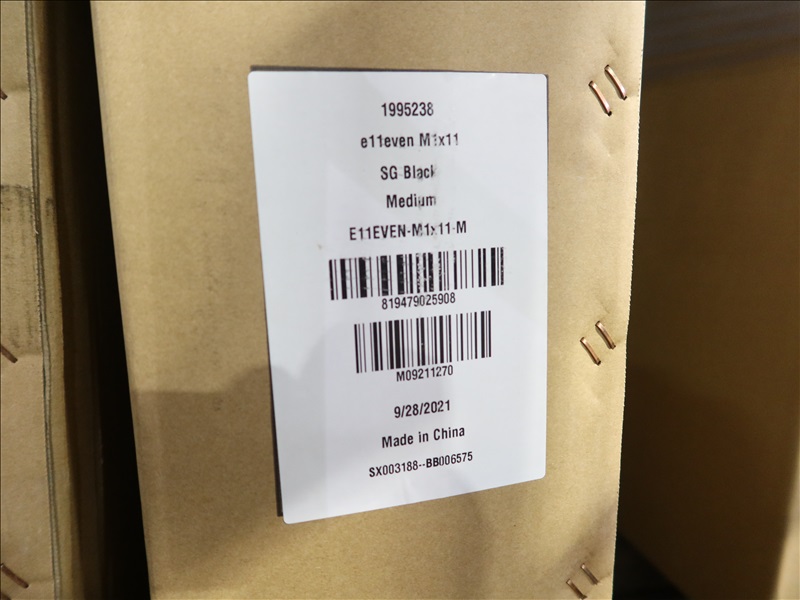 1995238
e11even M1x11
SG Black
Medium
E11EVEN-M1x11-M
819479025908
M09211270
9/28/2021
Made in China
SX003188--BB006575